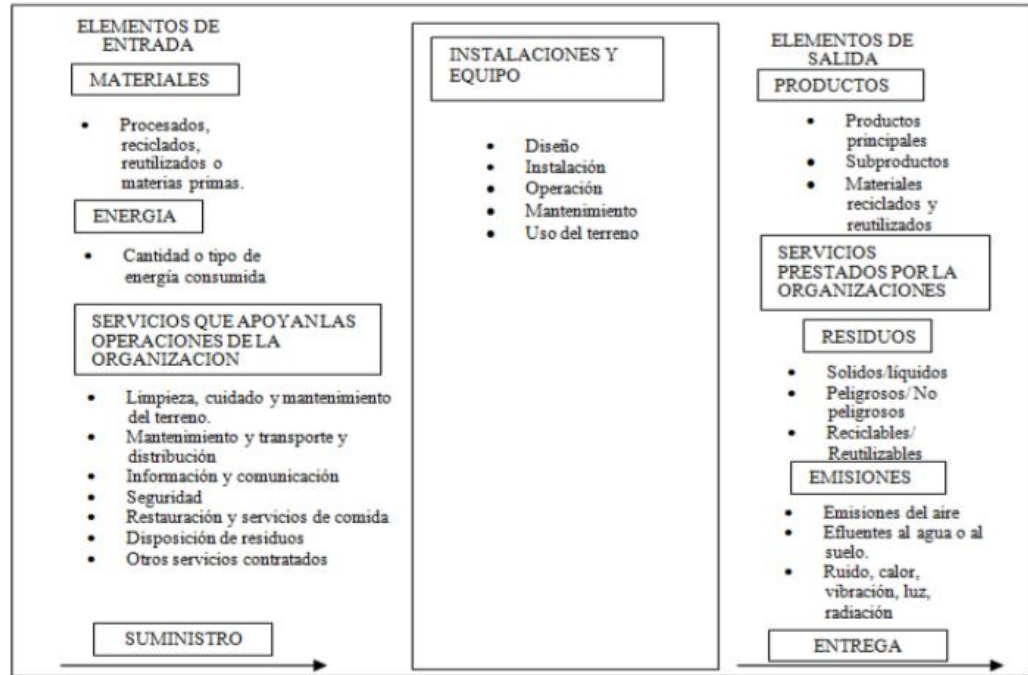 ELEMENTOS DE
ENTRADA
MATERIALES
• Procesados,
reciclados,
reutilizados o
materias primas.
ENERGIA
• Cantidad o tipo de
energía consumida
SERVICIOS QUE APOYAN LAS
OPERACIONES DE LA
ORGANIZACION
• Limpieza, cuidado y mantenimiento
del terreno.
• Mantenimiento y transporte y
distribución
• Información y comunicación
• Seguridad
• Restauración y servicios de comida
• Disposición de residuos
• Otros servicios contratados
SUMINISTRO
INSTALACIONES Y
EQUIPO
• Diseño
• Instalación
• Operación
• Mantenimiento
• Uso del terreno
ELEMENTOS DE
SALIDA
PRODUCTOS
• Productos
principales
• Subproductos
• Materiales
reciclados y
reutilizados
SERVICIOS
PRESTADOS POR LA
ORGANIZACIONES
RESIDUOS
• Solidos/líquidos
• Peligrosos/ No
peligrosos
• Reciclables/
Reutilizables
EMISIONES
• Emisiones del aire
• Efluentes al agua o al
suelo.
• Ruido, calor,
vibración, luz,
radiación
ENTREGA